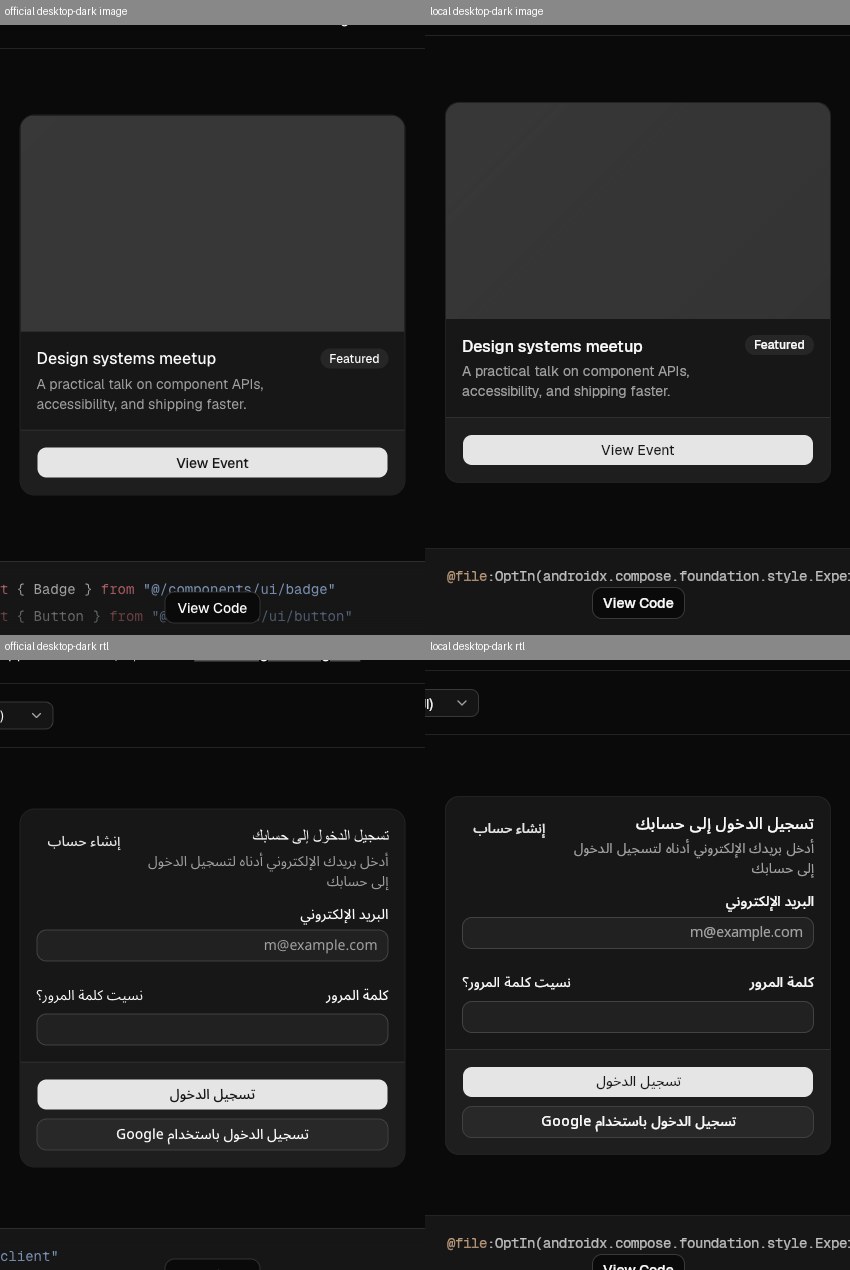 official desktop-dark image
Design systems meetup
Featured
A practical talk on component APIs,
accessibility, and shipping faster.
View Event
t { Badge } from "@/components/ui/badge"
t { Button } from "@ /ui/button"
View Code
local desktop-dark image
Design systems meetup
Featured
A practical talk on component APIs,
accessibility, and shipping faster.
View Event
@file:OptIn(androidx.compose.foundation.style.Expe
View Code
official desktop-dark rtl
تسجيل الدخول إلى حسابك
إنشاء حساب
أدخل بريدك الإلكتروني أدناه لتسجيل الدخول
إلى حسابك
البريد الإلكتروني
m@example.com
كلمة المرور
نسيت كلمة المرور؟
تسجيل الدخول
تسجيل الدخول باستخدام Google
client"
local desktop-dark rtl
تسجيل الدخول إلى حسابك
إنشاء حساب
أدخل بريدك الإلكتروني أدناه لتسجيل الدخول
إلى حسابك
البريد الإلكتروني
m@example.com
كلمة المرور
نسيت كلمة المرور؟
تسجيل الدخول
تسجيل الدخول باستخدام Google
@file:OptIn(androidx.compose.foundation.style.Expe
View Code